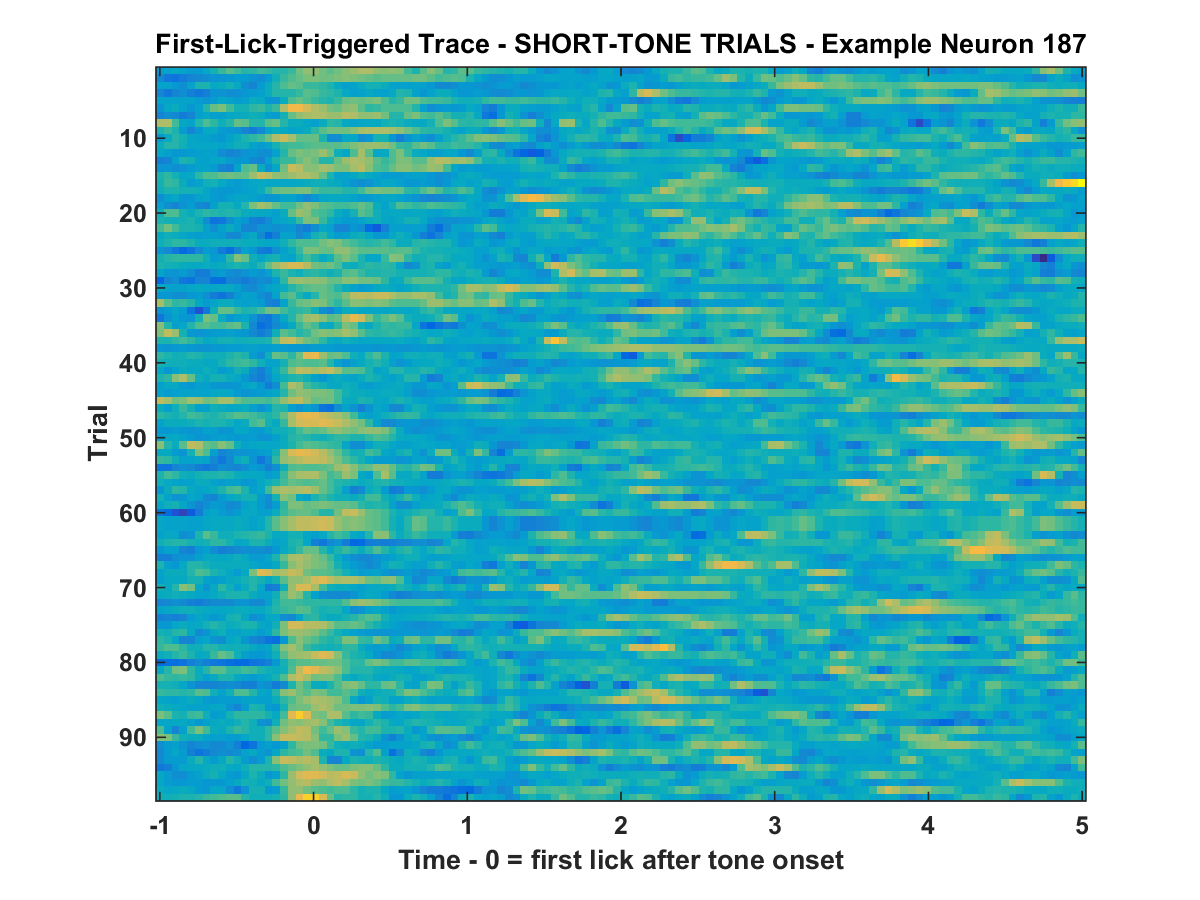 First-Lick-Triggered Trace - SHORT-TONE TRIALS - Example Neuron 187
Trial
10
20
30
40
50
60
70
80
90
-1 0 1 2 3 4 5
Time - 0 = first lick after tone onset